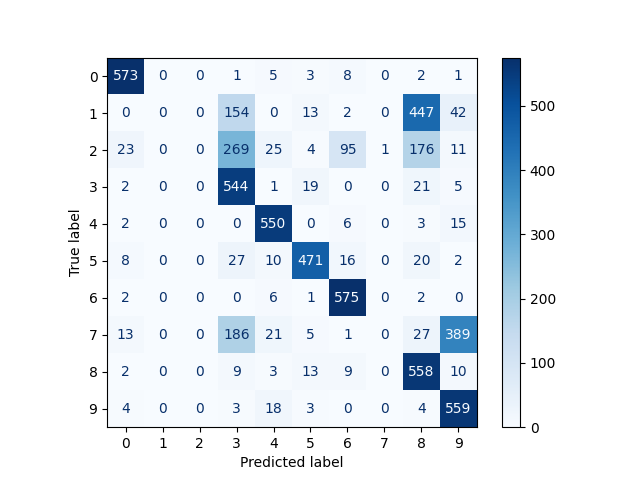 0 573 0 0 1 5 3 8 0 2 1
1 0 0 0 154 0 13 2 0 447 42
2 23 0 0 269 25 4 95 1 176 11
3 2 0 0 544 1 19 0 0 21 5
4 2 0 0 0 550 0 6 0 3 15
5 8 0 0 27 10 471 16 0 20 2
6 2 0 0 0 6 1 575 0 2 0
7 13 0 0 186 21 5 1 0 27 389
8 2 0 0 9 3 13 9 0 558 10
9 4 0 0 3 18 3 0 0 4 559
0 1 2 3 4 5 6 7 8 9
Predicted label
True label
500
400
300
200
100
0